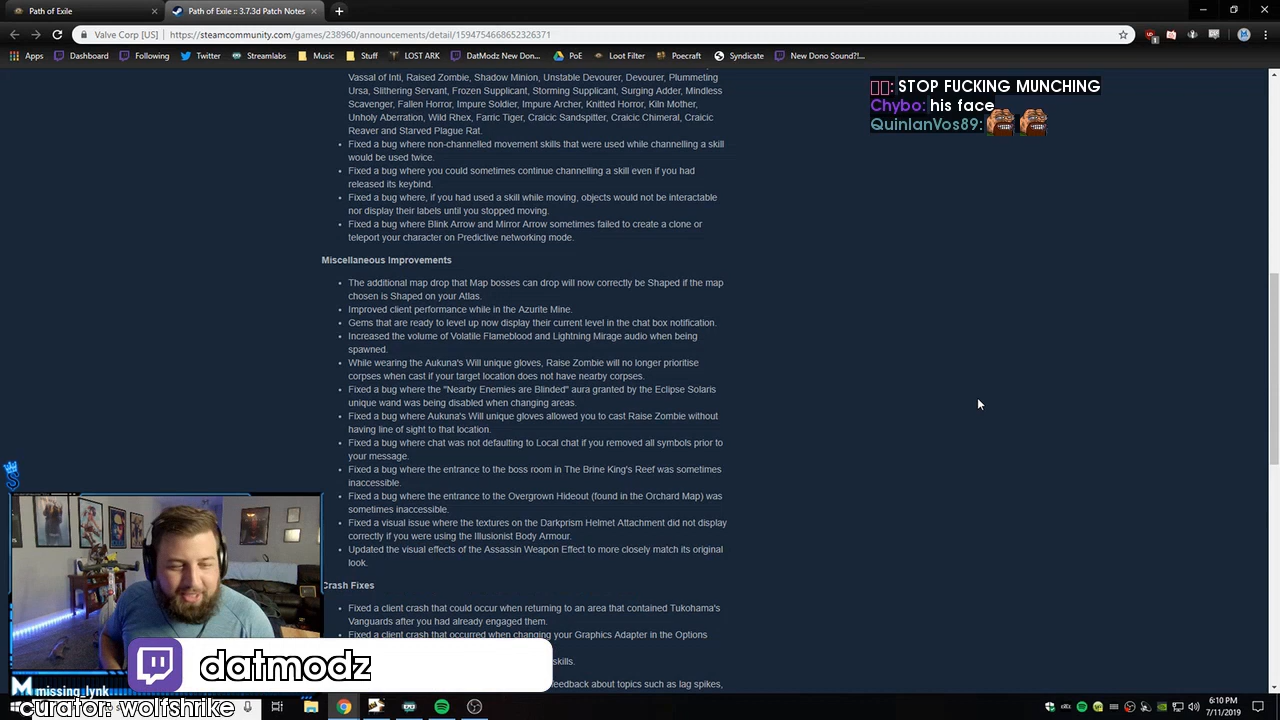 Path of Exile
Path of Exile :: 3.7.3d Patch Notes
Valve Corp [US]
https://steamcommunity.com/games/238960/announcements/detail/1594754668652326371
Apps Dashboard Following Twitter Streamlabs Music Stuff LOST ARK DatModz New Dono PoE Loot Filter Poecraft Syndicate New Dono Sound?!...
Vassal of Inti, Raised Zombie, Shadow Minion, Unstable Devourer, Devourer, Plummeting
Ursa, Slithering Servant, Frozen Supplicant, Storming Supplicant, Surging Adder, Mindless
Scavenger, Fallen Horror, Impure Soldier, Impure Archer, Knitted Horror, Kiln Mother,
Unholy Aberration, Wild Rhex, Farric Tiger, Craicic Sandspitter, Craicic Chimeral, Craicic
Reaver and Starved Plague Rat.
• Fixed a bug where non-channelled movement skills that were used while channelling a skill
would be used twice.
• Fixed a bug where you could sometimes continue channelling a skill even if you had
released its keybind.
• Fixed a bug where, if you had used a skill while moving, objects would not be interactable
nor display their labels until you stopped moving.
• Fixed a bug where Blink Arrow and Mirror Arrow sometimes failed to create a clone or
teleport your character on Predictive networking mode.
Miscellaneous Improvements
• The additional map drop that Map bosses can drop will now correctly be Shaped if the map
chosen is Shaped on your Atlas.
• Improved client performance while in the Azurite Mine.
• Gems that are ready to level up now display their current level in the chat box notification.
• Increased the volume of Volatile Flameblood and Lightning Mirage audio when being
spawned.
• While wearing the Aukuna's Will unique gloves, Raise Zombie will no longer prioritise
corpses when cast if your target location does not have nearby corpses.
• Fixed a bug where the "Nearby Enemies are Blinded" aura granted by the Eclipse Solaris
unique wand was being disabled when changing areas.
• Fixed a bug where Aukuna's Will unique gloves allowed you to cast Raise Zombie without
having line of sight to that location.
• Fixed a bug where chat was not defaulting to Local chat if you removed all symbols prior to
your message.
• Fixed a bug where the entrance to the boss room in The Brine King's Reef was sometimes
inaccessible.
• Fixed a bug where the entrance to the Overgrown Hideout (found in the Orchard Map) was
sometimes inaccessible.
• Fixed a visual issue where the textures on the Darkprism Helmet Attachment did not display
correctly if you were using the Illusionist Body Armour.
• Updated the visual effects of the Assassin Weapon Effect to more closely match its original
look.
Crash Fixes
• Fixed a client crash that could occur when returning to an area that contained Tukohama's
Vanguards after you had already engaged them.
• Fixed a client crash that occurred when changing your Graphics Adapter in the Options
skills.
feedback about topics such as lag spikes,
: STOP FUCKING MUNCHING
Chybo: his face
QuinlanVos89:
datmodz
missing_lynk
curator: wolfshrike
6:10 PM
7/11/2019